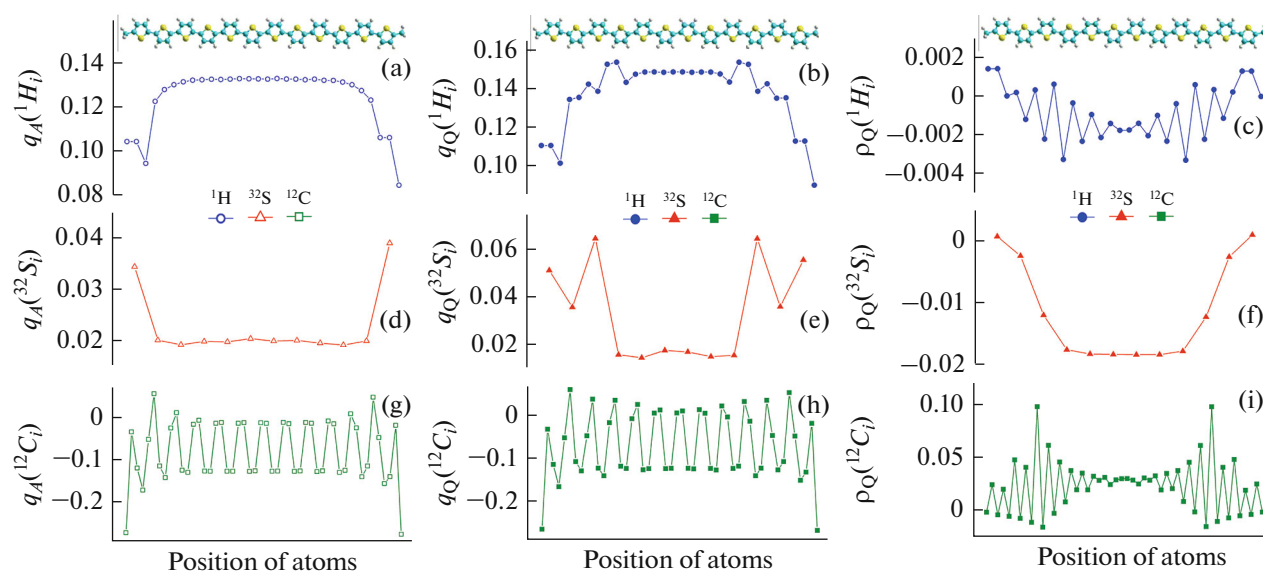 (a)
q_A(^1H_i)
0.14
0.12
0.10
0.08
(b)
q_Q(^1H_i)
0.16
0.14
0.12
0.10
(c)
ρ_Q(^1H_i)
0.002
0
−0.002
−0.004
^1H ^32S ^12C
^1H ^32S ^12C
^1H ^32S ^12C
(d)
q_A(^32S_i)
0.04
0.03
0.02
(e)
q_Q(^32S_i)
0.06
0.04
0.02
(f)
ρ_Q(^32S_i)
0
−0.01
−0.02
(g)
q_A(^12C_i)
0
−0.1
−0.2
(h)
q_Q(^12C_i)
0
−0.1
−0.2
(i)
ρ_Q(^12C_i)
0.10
0.05
0
Position of atoms
Position of atoms
Position of atoms